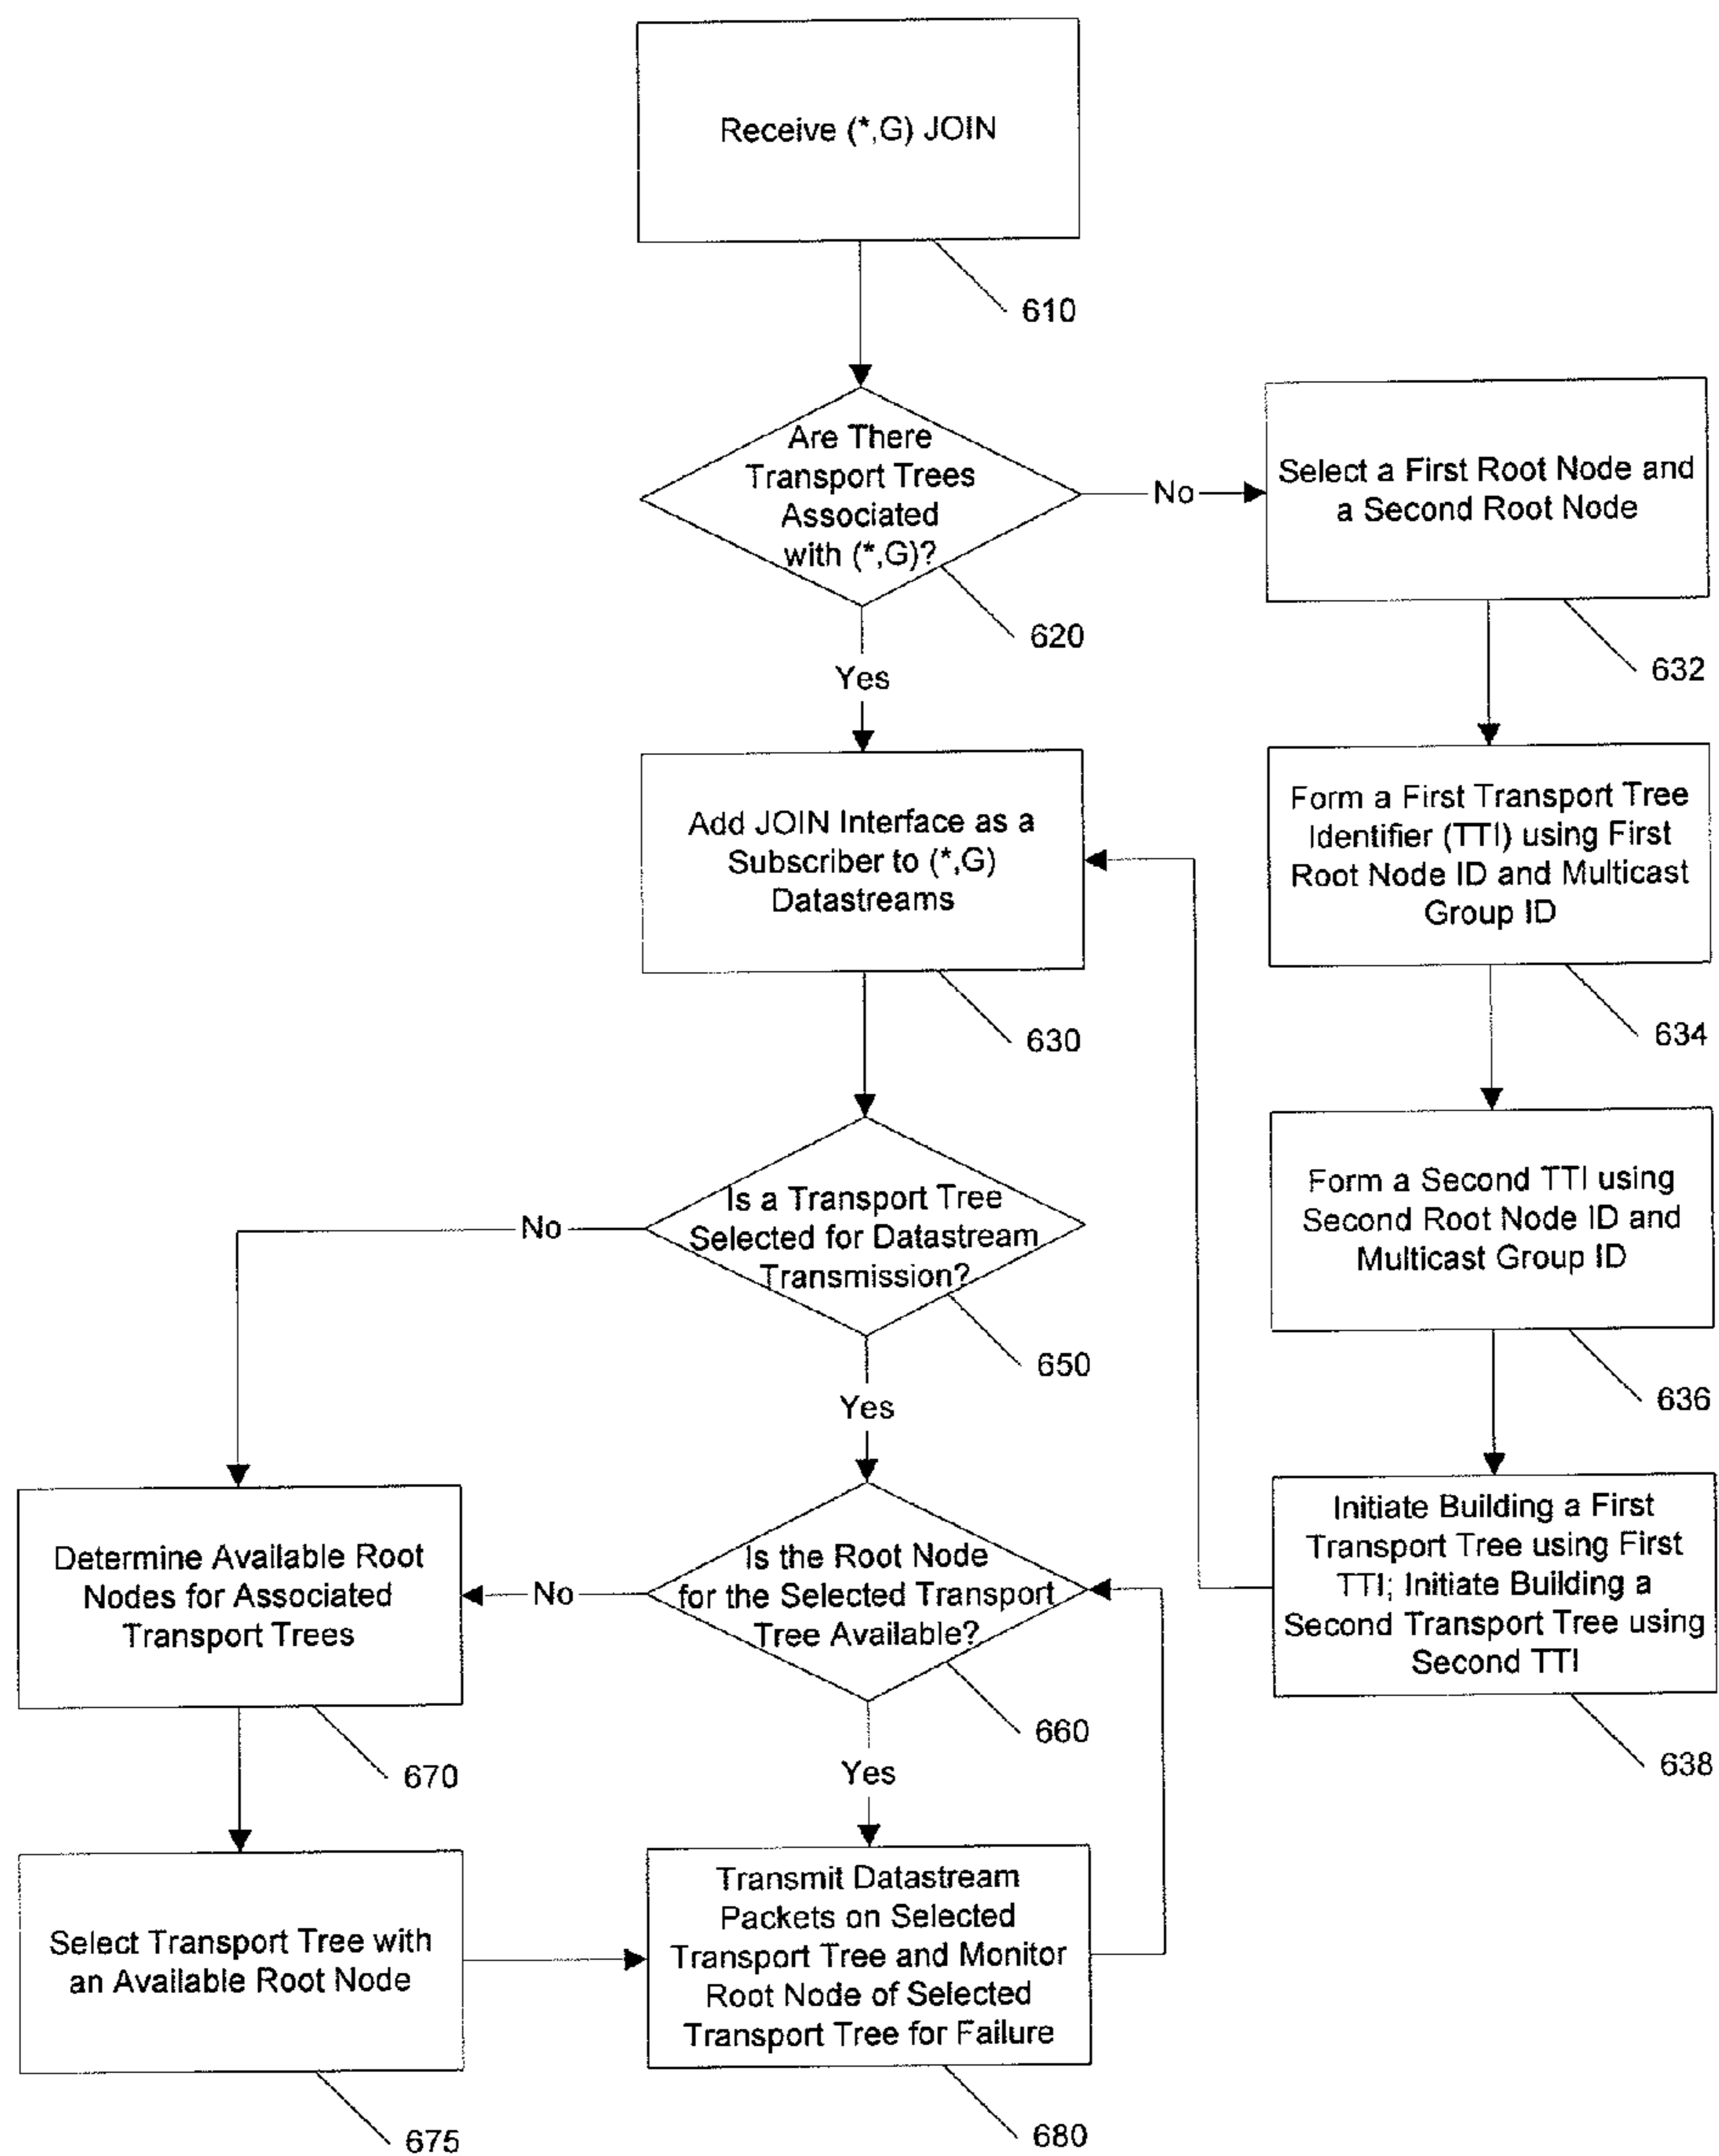 Receive (*,G) JOIN
610
Are There
Transport Trees
Associated
with (*,G)?
620
No
Select a First Root Node and
a Second Root Node
632
Yes
Form a First Transport Tree
Identifier (TTI) using First
Root Node ID and Multicast
Group ID
634
Add JOIN Interface as a
Subscriber to (*,G)
Datastreams
630
Form a Second TTI using
Second Root Node ID and
Multicast Group ID
636
Is a Transport Tree
Selected for Datastream
Transmission?
650
No
Yes
Initiate Building a First
Transport Tree using First
TTI; Initiate Building a
Second Transport Tree using
Second TTI
638
Determine Available Root
Nodes for Associated
Transport Trees
670
No
Is the Root Node
for the Selected Transport
Tree Available?
660
Yes
Select Transport Tree with
an Available Root Node
675
Transmit Datastream
Packets on Selected
Transport Tree and Monitor
Root Node of Selected
Transport Tree for Failure
680